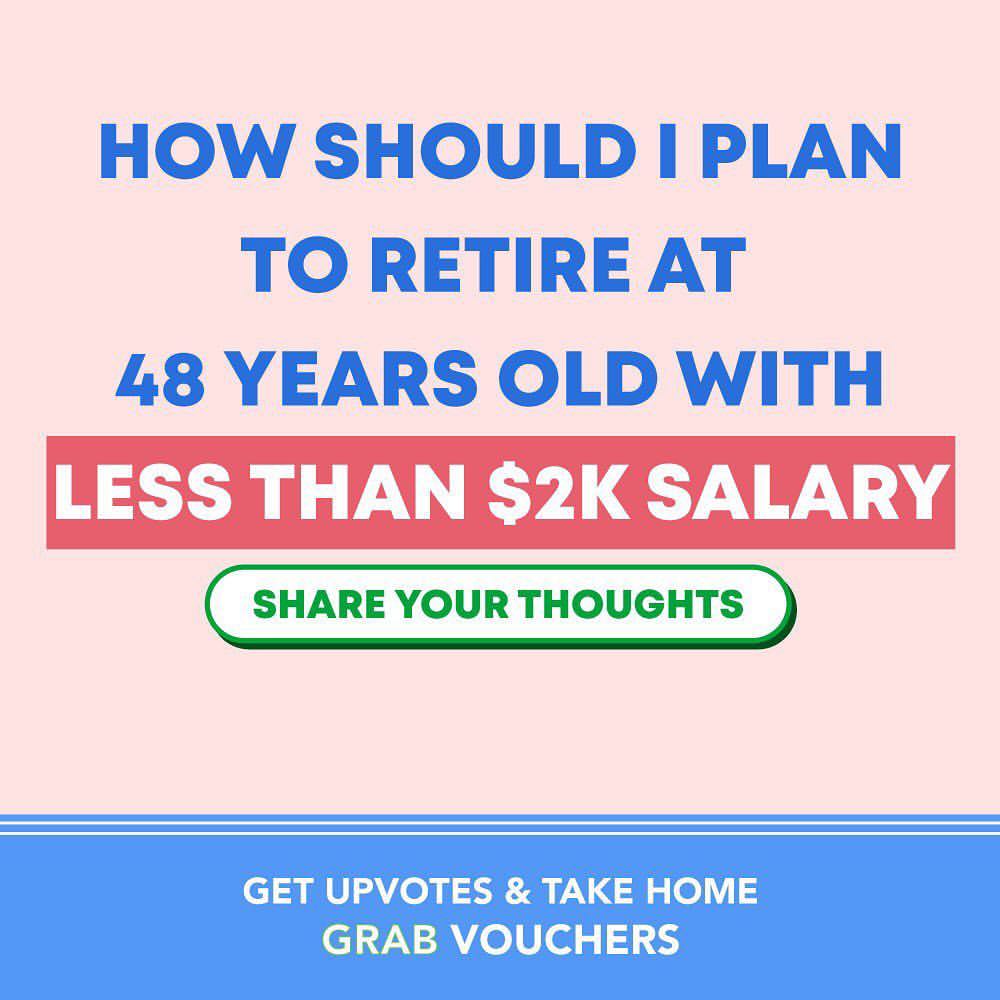 HOW SHOULD I PLAN
TO RETIRE AT
48 YEARS OLD WITH
LESS THAN $2K SALARY
SHARE YOUR THOUGHTS
GET UPVOTES & TAKE HOME
GRAB VOUCHERS